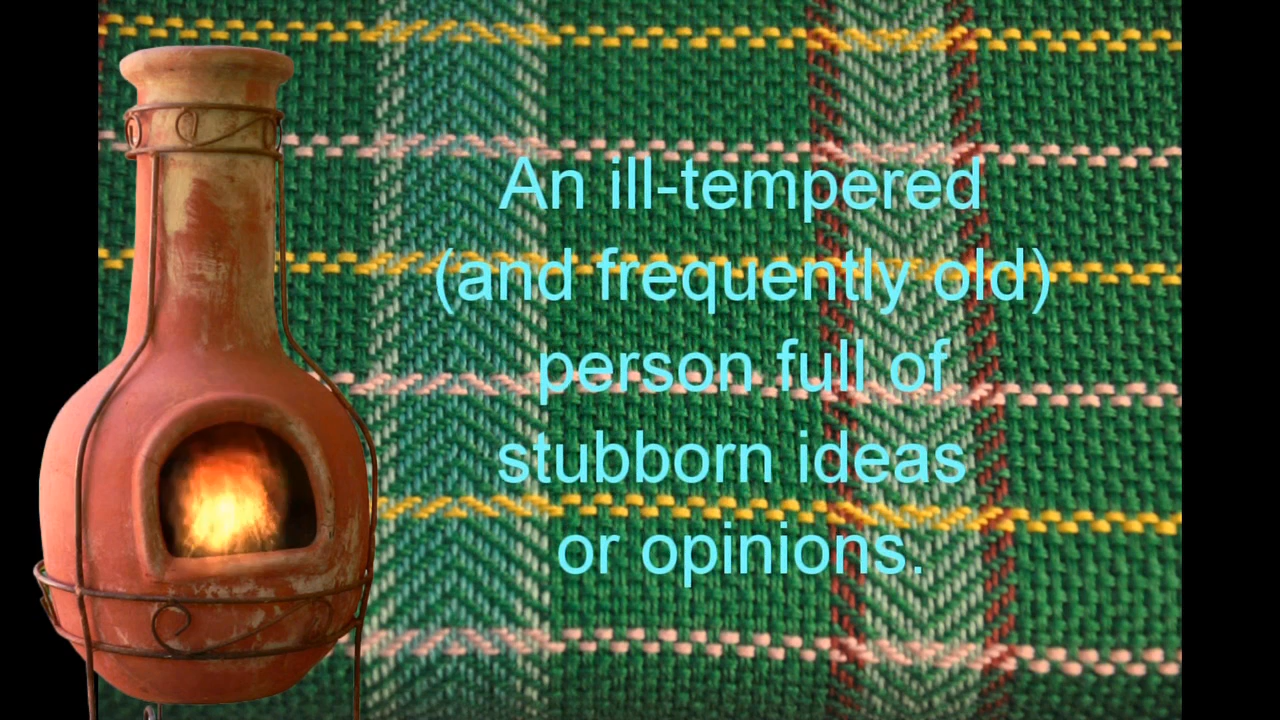 An ill-tempered
(and frequently old)
person full of
stubborn ideas
or opinions.